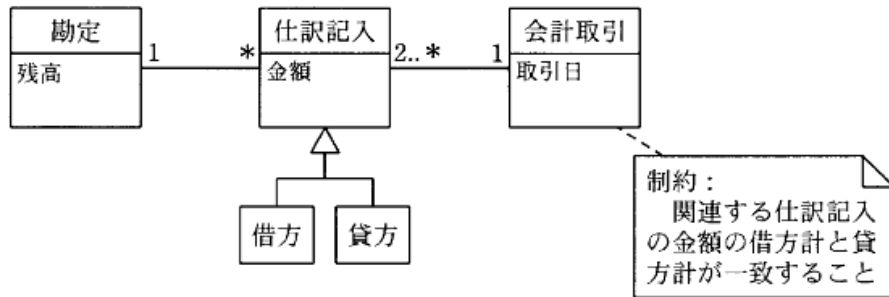 勘定
残高
1
*
仕訳記入
金額
2..*
1
会計取引
取引日
借方
貸方
制約：
関連する仕訳記入
の金額の借方計と貸
方計が一致すること